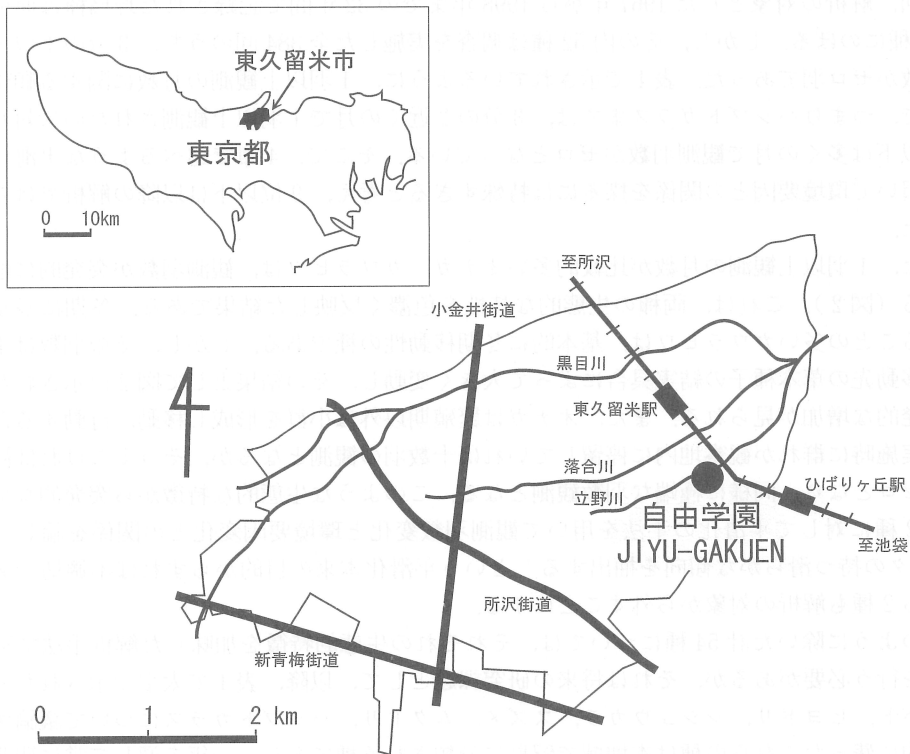 東久留米市
東京都
0 10km
至所沢
小金井街道
黒目川
東久留米駅
落合川
立野川
ひばりヶ丘駅
自由学園
JIYU-GAKUEN
至池袋
所沢街道
新青梅街道
0 1 2 km